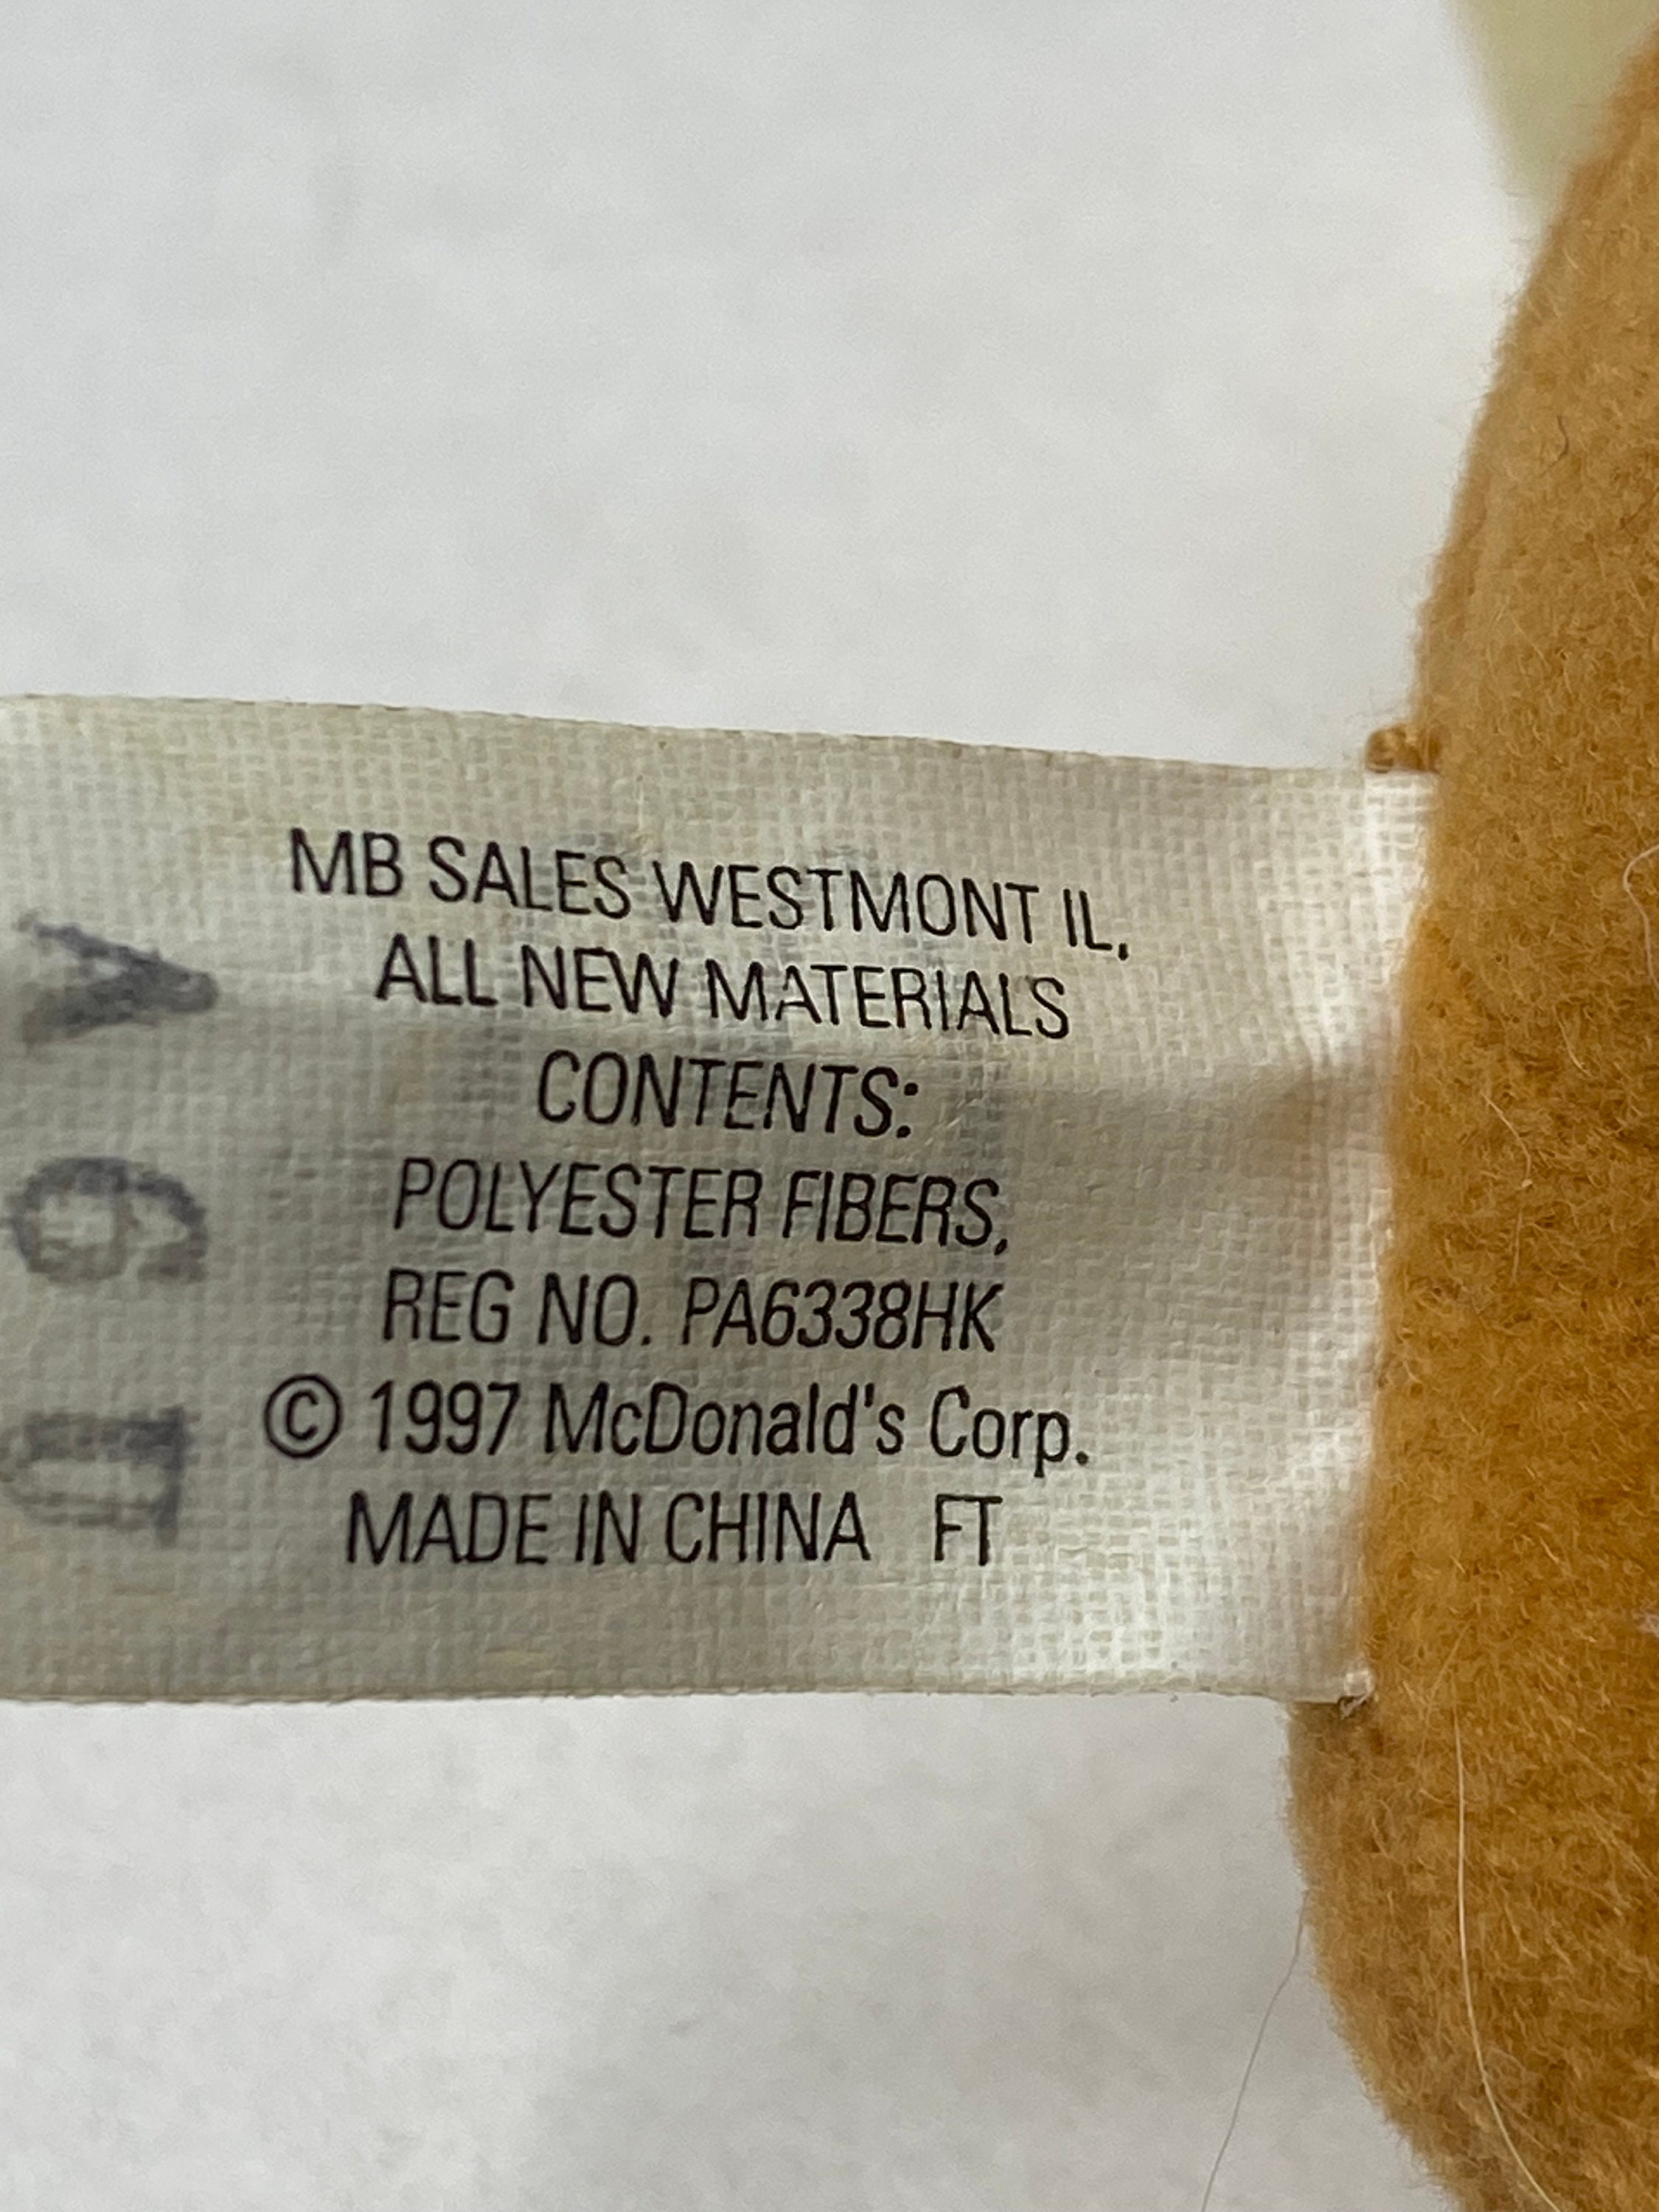 MB SALES WESTMONT IL,
ALL NEW MATERIALS
CONTENTS:
POLYESTER FIBERS,
REG NO. PA6338HK
© 1997 McDonald's Corp.
MADE IN CHINA FT